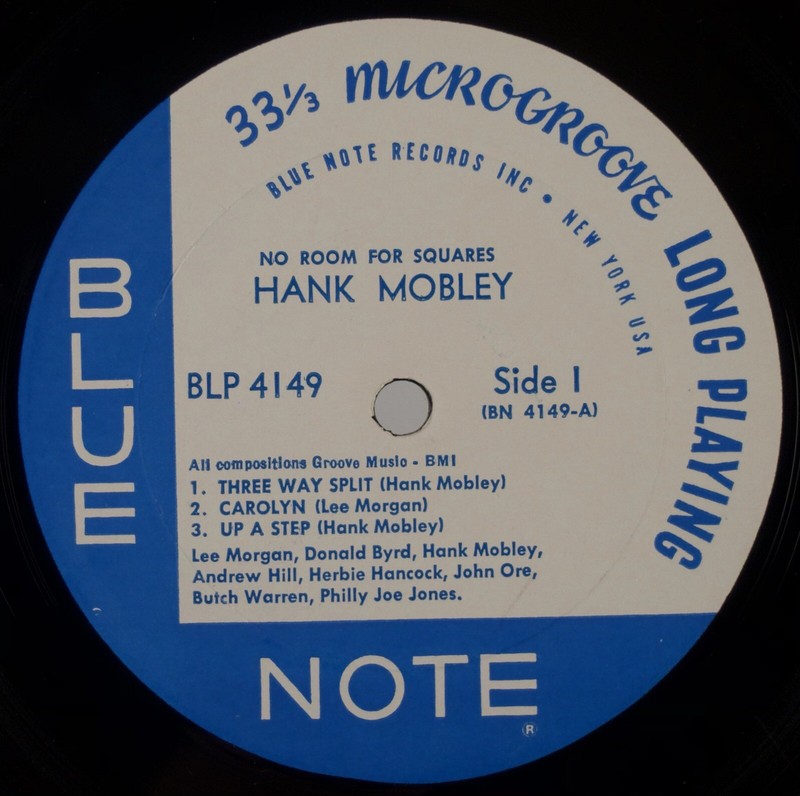 33⅓ MICROGROOVE LONG PLAYING
BLUE NOTE RECORDS INC • NEW YORK USA
NO ROOM FOR SQUARES
HANK MOBLEY
BLP 4149
Side 1
(BN 4149-A)
All compositions Groove Music - BMI
1. THREE WAY SPLIT (Hank Mobley)
2. CAROLYN (Lee Morgan)
3. UP A STEP (Hank Mobley)
Lee Morgan, Donald Byrd, Hank Mobley,
Andrew Hill, Herbie Hancock, John Ore,
Butch Warren, Philly Joe Jones.
BLUE
NOTE
®